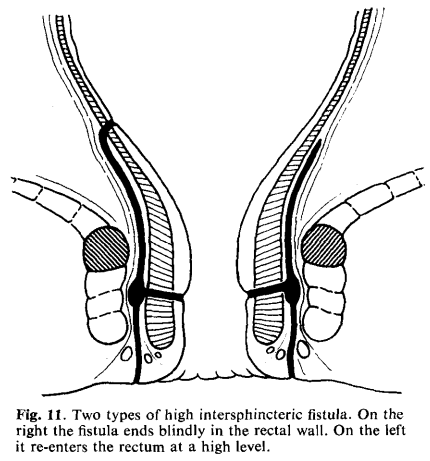 Fig. 11. Two types of high intersphincteric fistula. On the
right the fistula ends blindly in the rectal wall. On the left
it re-enters the rectum at a high level.